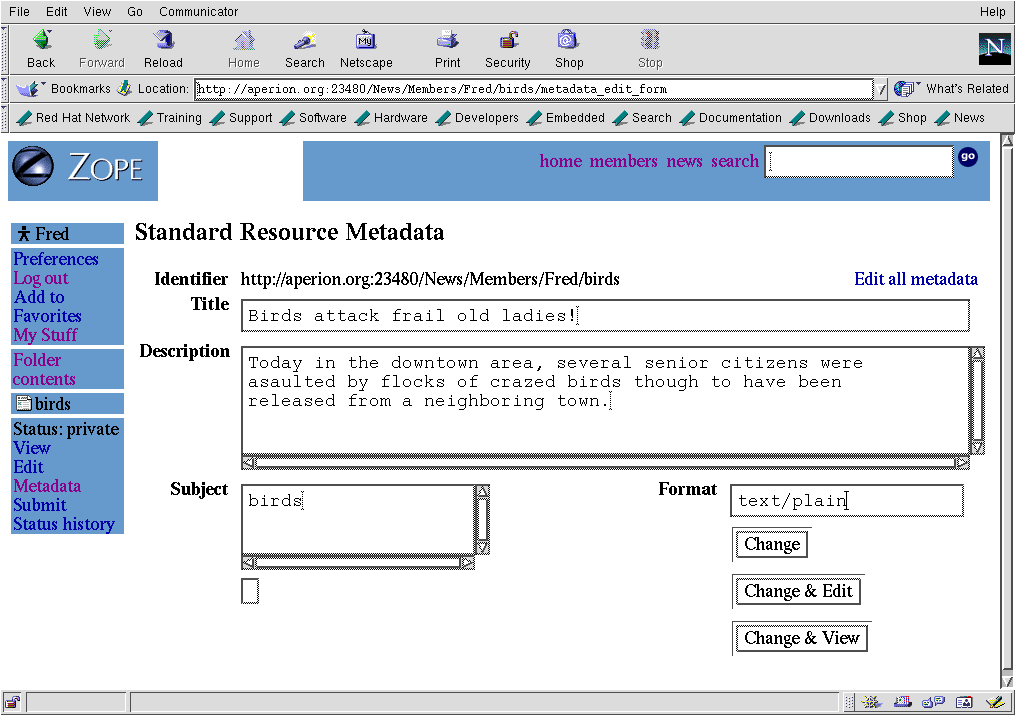 File Edit View Go Communicator Help
Back Forward Reload Home Search Netscape Print Security Shop Stop
My
N
Bookmarks Location: http://aperion.org:23480/News/Members/Fred/birds/metadata_edit_form What's Related
Red Hat Network Training Support Software Hardware Developers Embedded Search Documentation Downloads Shop News
Z ZOPE
home members news search go
Fred
Preferences
Log out
Add to
Favorites
My Stuff
Folder
contents
birds
Status: private
View
Edit
Metadata
Submit
Status history
Standard Resource Metadata
Identifier http://aperion.org:23480/News/Members/Fred/birds Edit all metadata
Title Birds attack frail old ladies!
Description Today in the downtown area, several senior citizens were
asaulted by flocks of crazed birds though to have been
released from a neighboring town.
Subject birds Format text/plain
Change
Change & Edit
Change & View